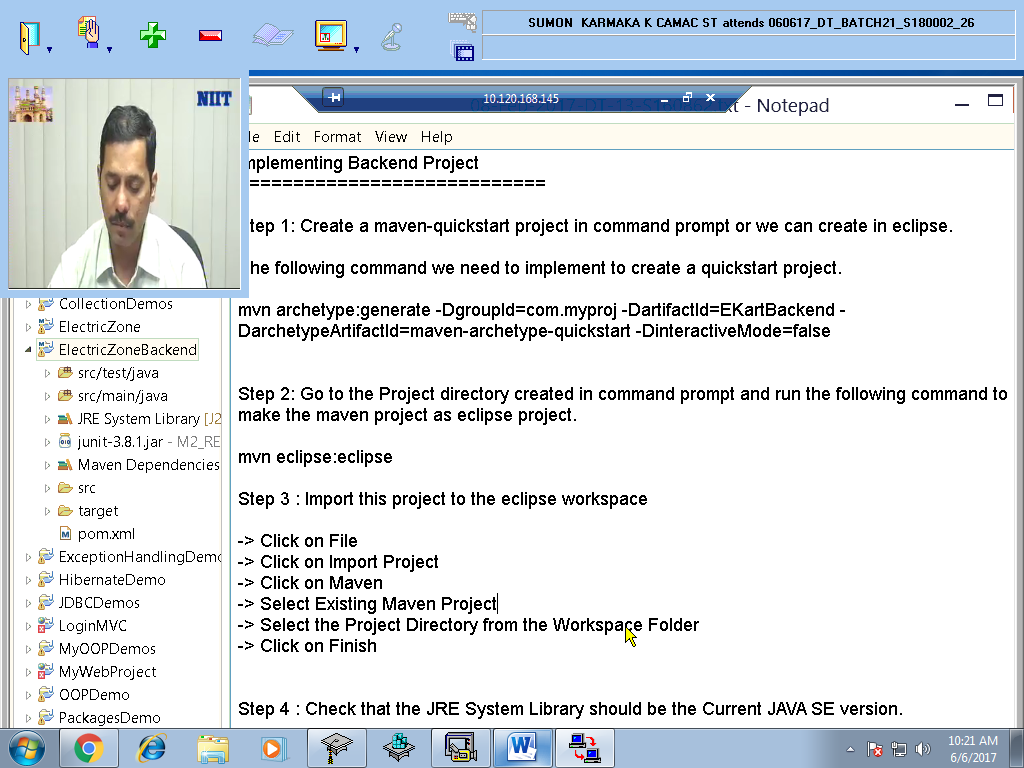 SUMON KARMAKA K CAMAC ST attends 060617_DT_BATCH21_S180002_26
NIIT
10.120.168.145
.txt - Notepad
Edit Format View Help
mplementing Backend Project
===========================
tep 1: Create a maven-quickstart project in command prompt or we can create in eclipse.
he following command we need to implement to create a quickstart project.
mvn archetype:generate -DgroupId=com.myproj -DartifactId=EKartBackend -
DarchetypeArtifactId=maven-archetype-quickstart -DinteractiveMode=false
Step 2: Go to the Project directory created in command prompt and run the following command to
make the maven project as eclipse project.
mvn eclipse:eclipse
Step 3 : Import this project to the eclipse workspace
-> Click on File
-> Click on Import Project
-> Click on Maven
-> Select Existing Maven Project
-> Select the Project Directory from the Workspace Folder
-> Click on Finish
Step 4 : Check that the JRE System Library should be the Current JAVA SE version.
CollectionDemos
ElectricZone
ElectricZoneBackend
src/test/java
src/main/java
JRE System Library [J2
junit-3.8.1.jar - M2_RE
Maven Dependencies
src
target
pom.xml
ExceptionHandlingDemo
HibernateDemo
JDBCDemos
LoginMVC
MyOOPDemos
MyWebProject
OOPDemo
PackagesDemo
10:21 AM
6/6/2017